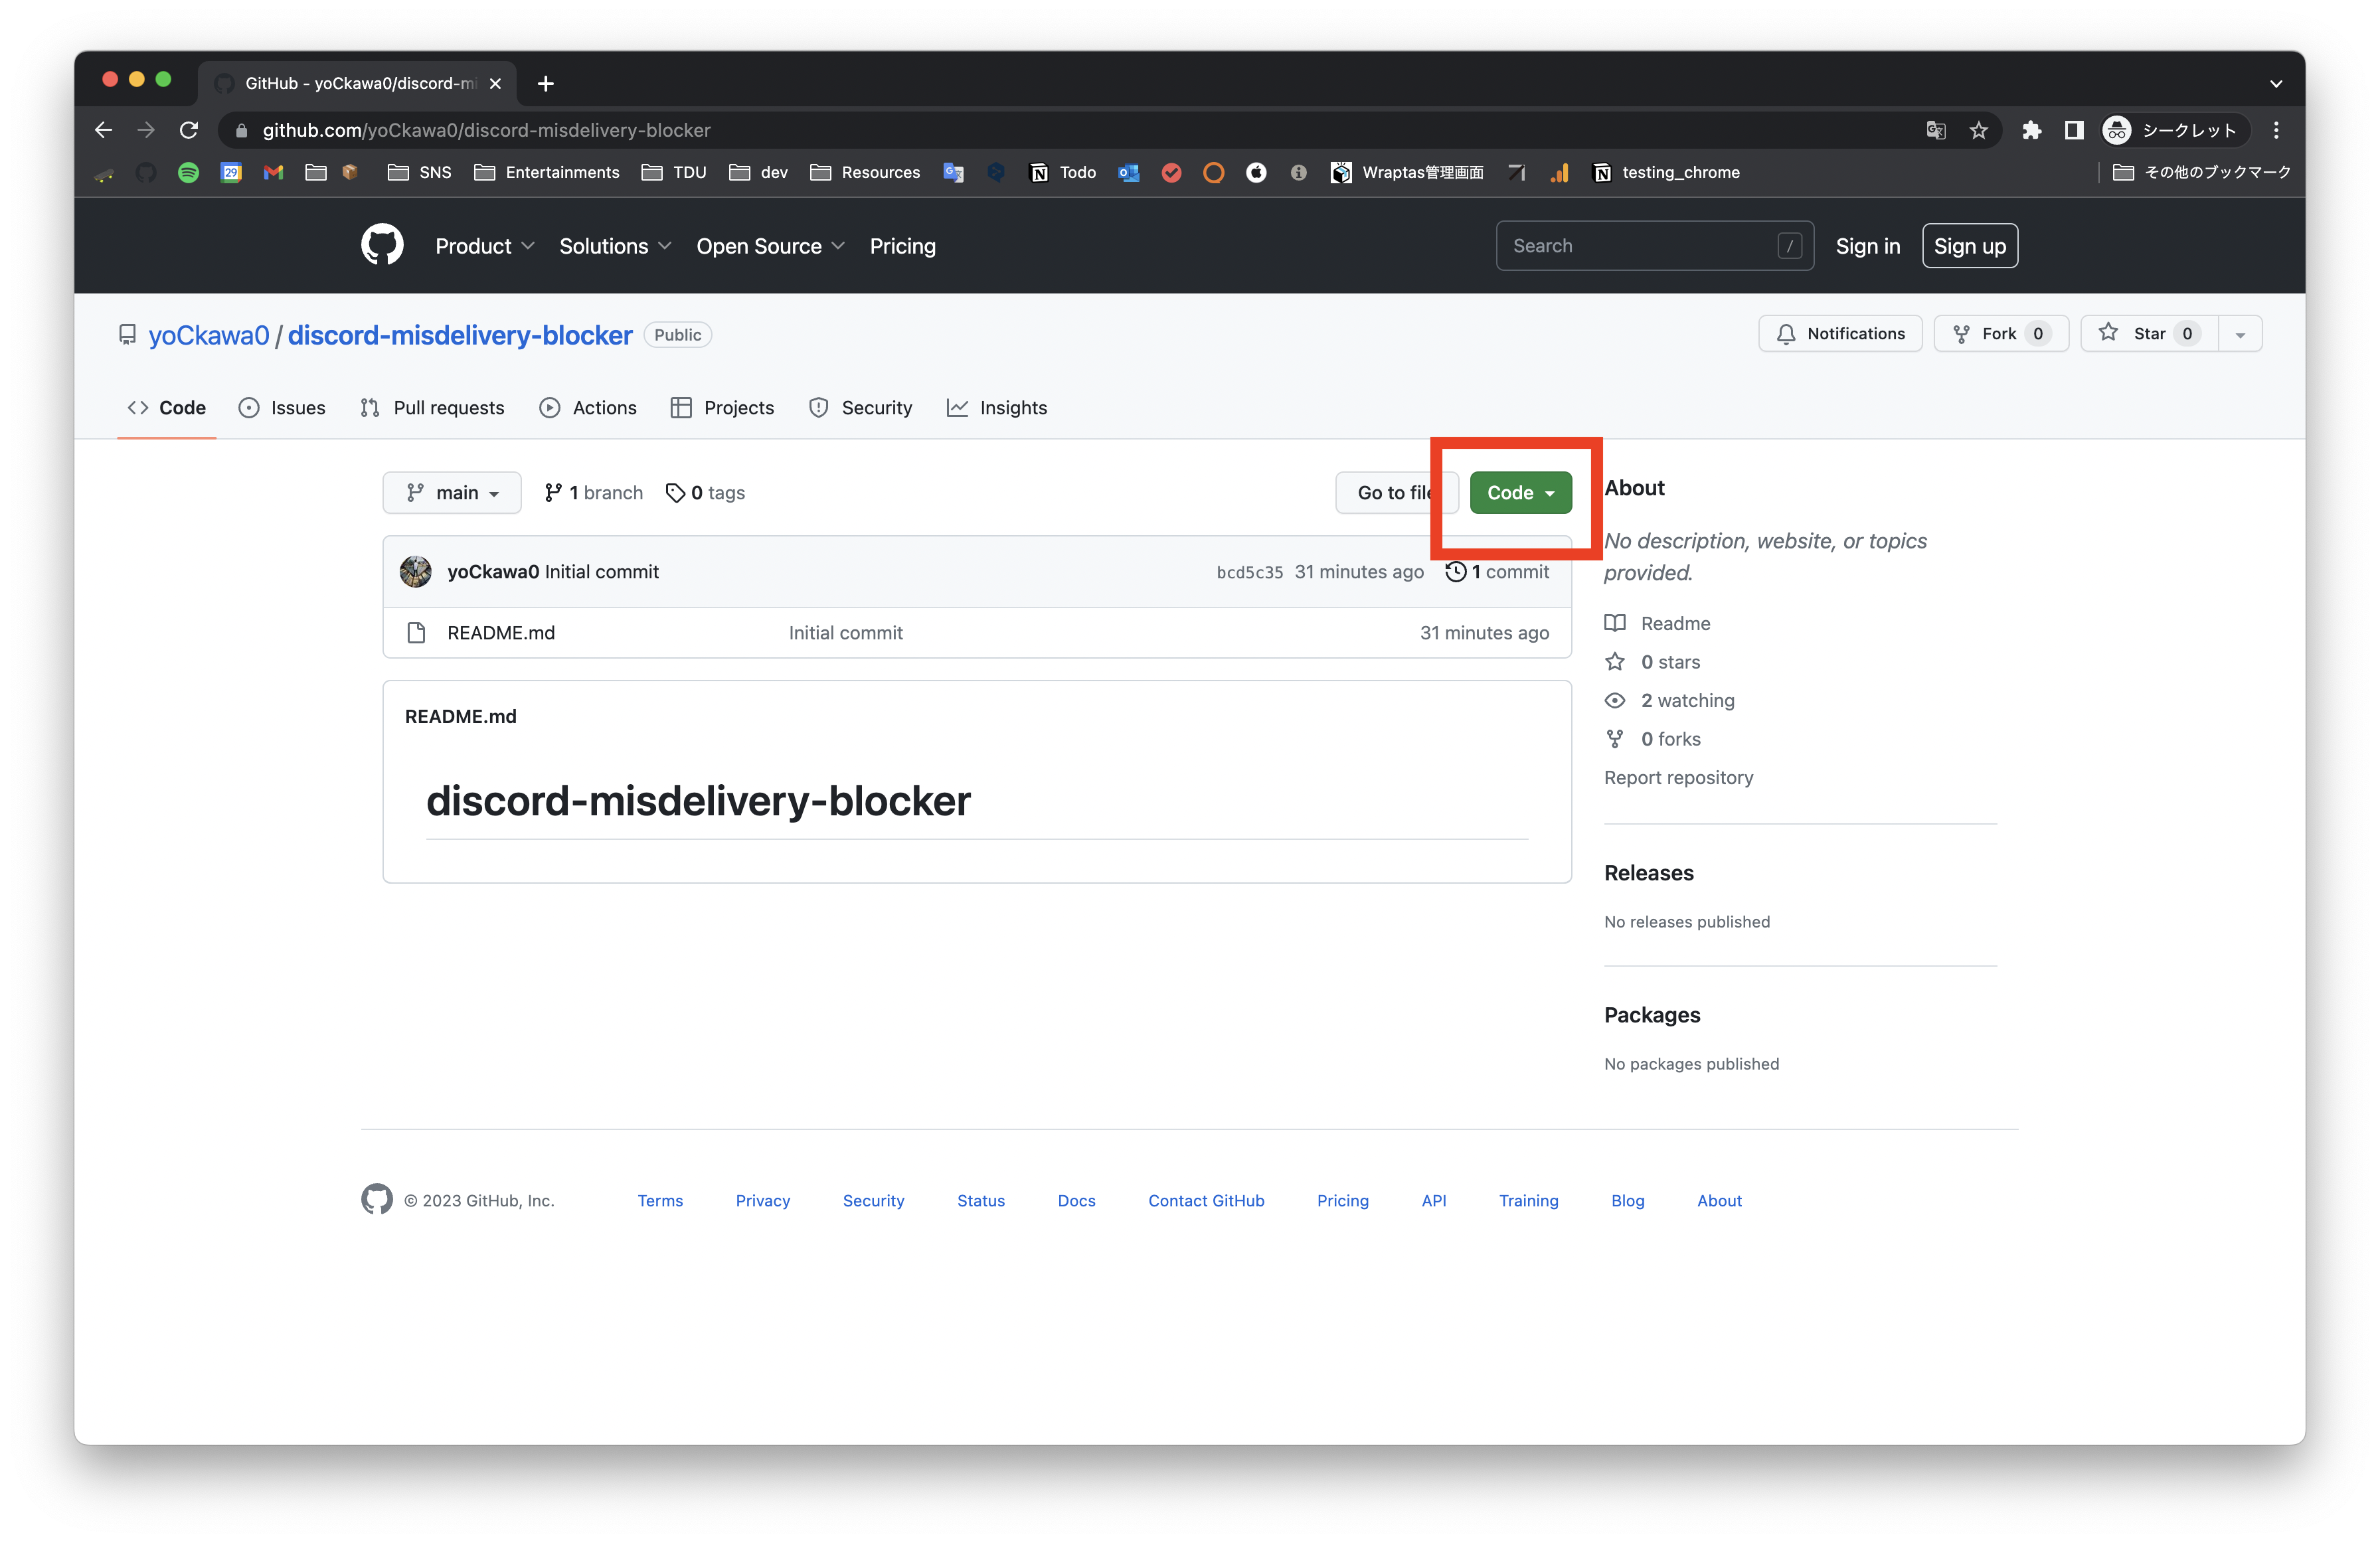 GitHub - yoCkawa0/discord-mi
github.com/yoCkawa0/discord-misdelivery-blocker
シークレット
29
SNS
Entertainments
TDU
dev
Resources
Todo
Wraptas管理画面
testing_chrome
その他のブックマーク
Product
Solutions
Open Source
Pricing
Search
/
Sign in
Sign up
yoCkawa0 / discord-misdelivery-blocker
Public
Notifications
Fork 0
Star 0
Code
Issues
Pull requests
Actions
Projects
Security
Insights
main
1 branch
0 tags
Go to file
Code
yoCkawa0 Initial commit
bcd5c35 31 minutes ago
1 commit
README.md
Initial commit
31 minutes ago
README.md
discord-misdelivery-blocker
About
No description, website, or topics
provided.
Readme
0 stars
2 watching
0 forks
Report repository
Releases
No releases published
Packages
No packages published
© 2023 GitHub, Inc.
Terms
Privacy
Security
Status
Docs
Contact GitHub
Pricing
API
Training
Blog
About